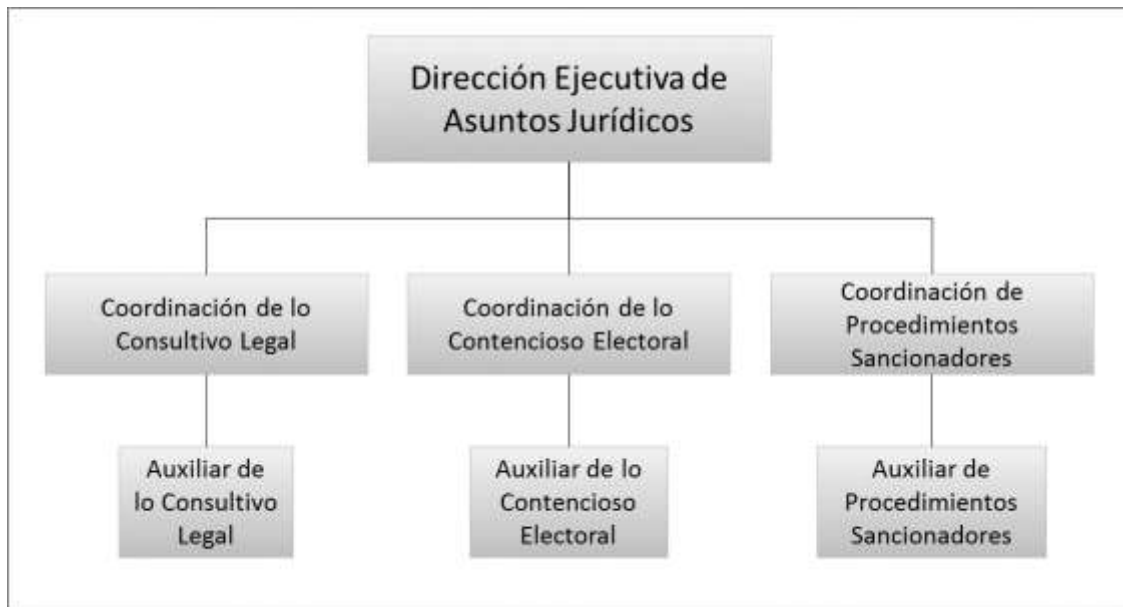 Dirección Ejecutiva de
Asuntos Jurídicos
Coordinación de lo
Consultivo Legal
Coordinación de lo
Contencioso Electoral
Coordinación de
Procedimientos
Sancionadores
Auxiliar de
lo Consultivo
Legal
Auxiliar de lo
Contencioso
Electoral
Auxiliar de
Procedimientos
Sancionadores